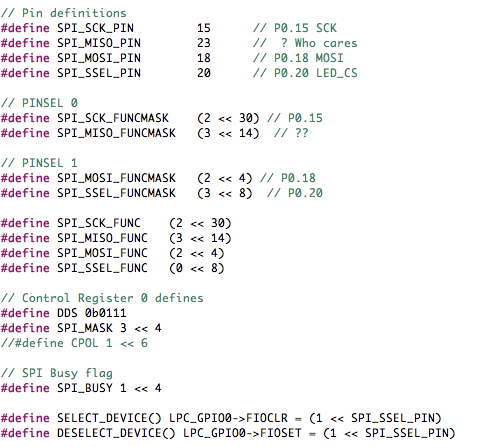 // Pin definitions
#define SPI_SCK_PIN 15 // P0.15 SCK
#define SPI_MISO_PIN 23 // ? Who cares
#define SPI_MOSI_PIN 18 // P0.18 MOSI
#define SPI_SSEL_PIN 20 // P0.20 LED_CS
// PINSEL 0
#define SPI_SCK_FUNCMASK (2 << 30) // P0.15
#define SPI_MISO_FUNCMASK (3 << 14) // ??
// PINSEL 1
#define SPI_MOSI_FUNCMASK (2 << 4) // P0.18
#define SPI_SSEL_FUNCMASK (3 << 8) // P0.20
#define SPI_SCK_FUNC (2 << 30)
#define SPI_MISO_FUNC (3 << 14)
#define SPI_MOSI_FUNC (2 << 4)
#define SPI_SSEL_FUNC (0 << 8)
// Control Register 0 defines
#define DDS 0b0111
#define SPI_MASK 3 << 4
//#define CPOL 1 << 6
// SPI Busy flag
#define SPI_BUSY 1 << 4
#define SELECT_DEVICE() LPC_GPIO0->FIOCLR = (1 << SPI_SSEL_PIN)
#define DESELECT_DEVICE() LPC_GPIO0->FIOSET = (1 << SPI_SSEL_PIN)